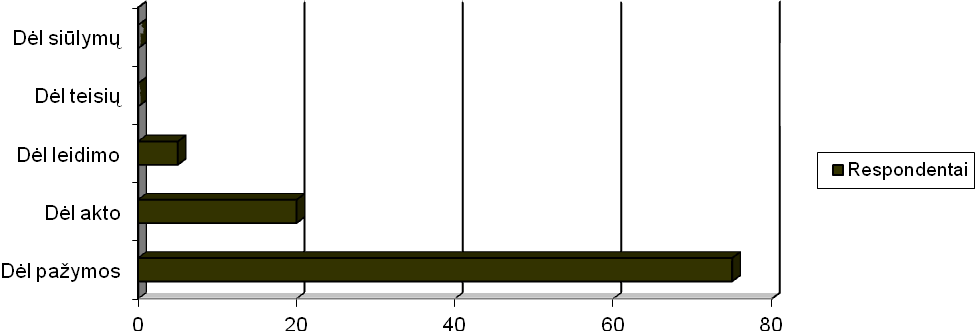 Dėl siūlymų
Dėl teisių
Dėl leidimo
Dėl akto
Dėl pažymos
0 20 40 60 80
Respondentai